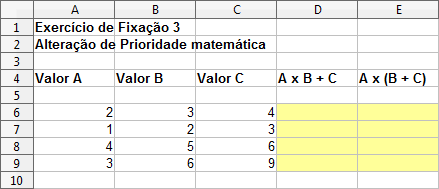 A B C D E
1 Exercício de Fixação 3
2 Alteração de Prioridade matemática
3
4 Valor A Valor B Valor C A x B + C A x (B + C)
5
6 2 3 4
7 1 2 3
8 4 5 6
9 3 6 9
10